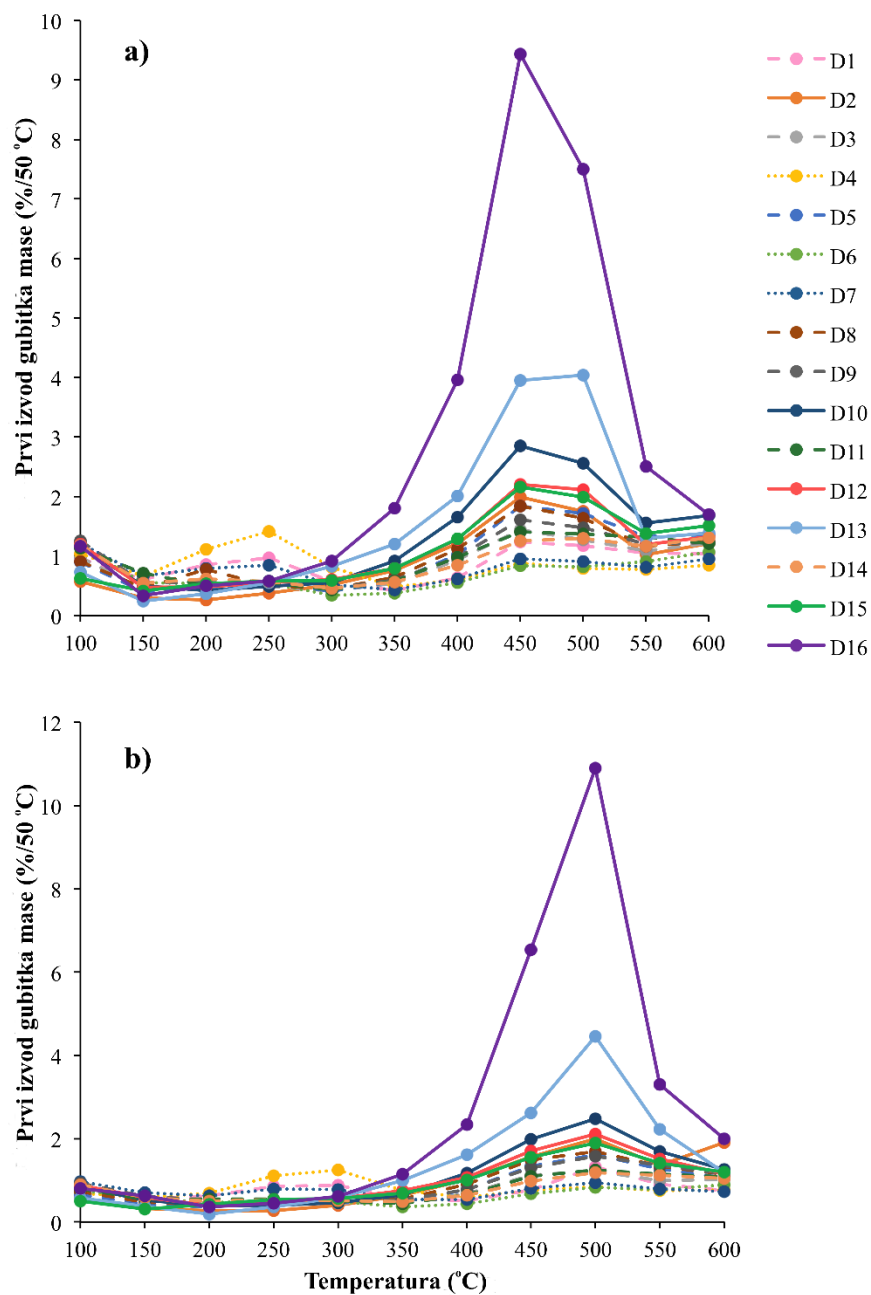 a)
Prvi izvod gubitka mase (%/50 °C)
10
9
8
7
6
5
4
3
2
1
0
100 150 200 250 300 350 400 450 500 550 600
D1
D2
D3
D4
D5
D6
D7
D8
D9
D10
D11
D12
D13
D14
D15
D16
b)
Prvi izvod gubitka mase (%/50 °C)
12
10
8
6
4
2
0
100 150 200 250 300 350 400 450 500 550 600
Temperatura (°C)